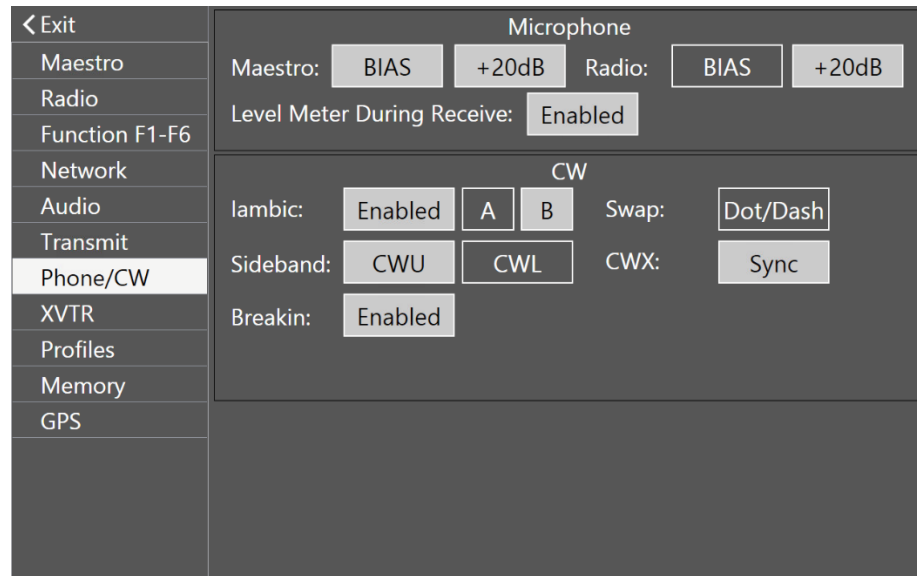 Exit
Maestro
Radio
Function F1-F6
Network
Audio
Transmit
Phone/CW
XVTR
Profiles
Memory
GPS
Microphone
Maestro: BIAS +20dB Radio: BIAS +20dB
Level Meter During Receive: Enabled
CW
Iambic: Enabled A B Swap: Dot/Dash
Sideband: CWU CWL CWX: Sync
Breakin: Enabled